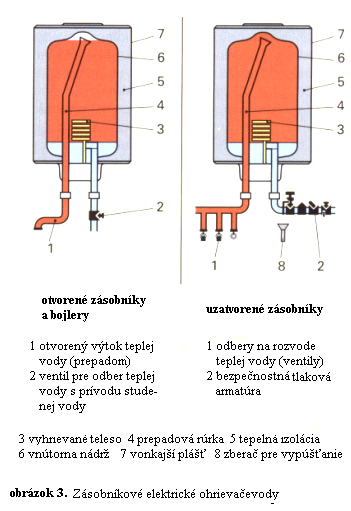 7
6
5
4
3
2
1
7
6
5
4
3
1
8
2
otvorené zásobníky
a bojlery
1 otvorený výtok teplej
vody (prepadom)
2 ventil pre odber teplej
vody s prívodu stude-
nej vody
uzatvorené zásobníky
1 odbery na rozvode
teplej vody (ventily)
2 bezpečnostná tlaková
armatúra
3 vyhrevané teleso 4 prepadová rúrka 5 tepelná izolácia
6 vnútorna nádrž 7 vonkajší plášť 8 zberač pre vypúšťanie
obrázok 3. Zásobníkové elektrické ohrievačevody